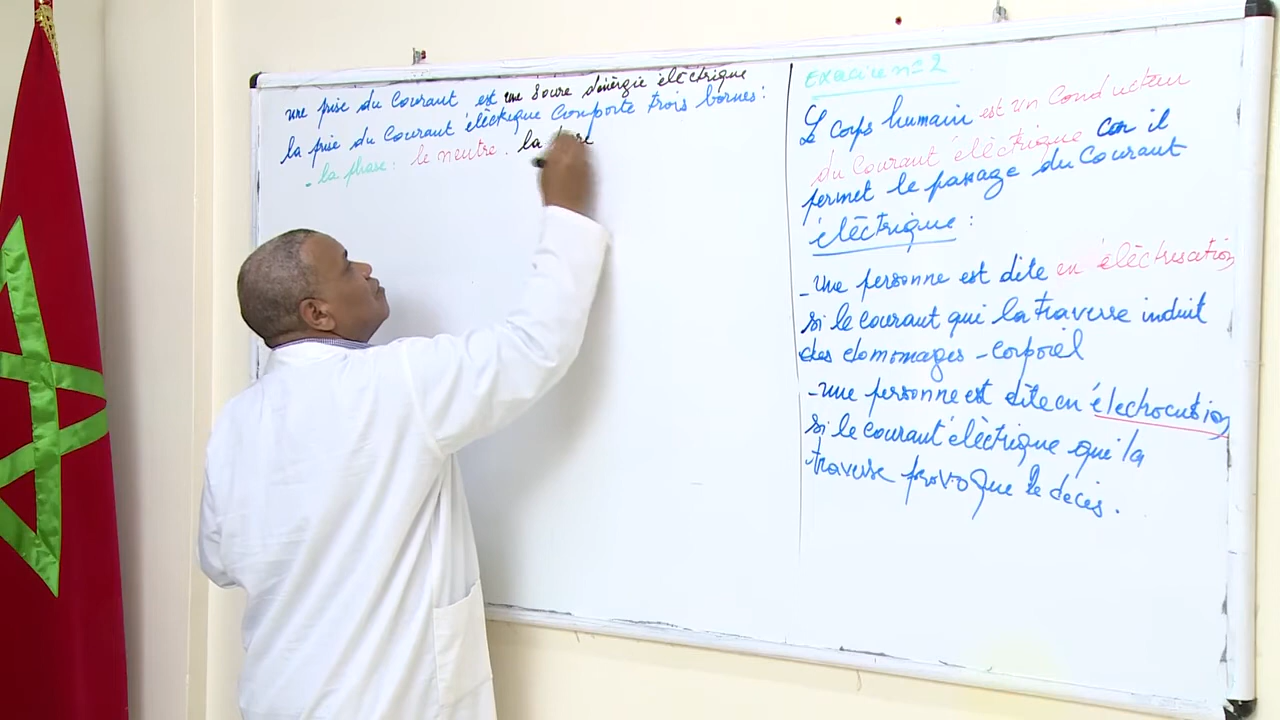 une prise du Courant est une soure d'énérgie électrique
la prise du Courant électrique comporte trois bornes:
- la phase: le neutre. la
Exercice n° 2
Le corps humain est un Conducteur
du Courant électrique Car il
permet le passage du Courant
électrique:
- Une personne est dite en électrisation
si le courant qui la traverse induit
des domomages - corporel
- une personne est dite en électrocution
si le courant électrique qui la
traverse provoque le décès.